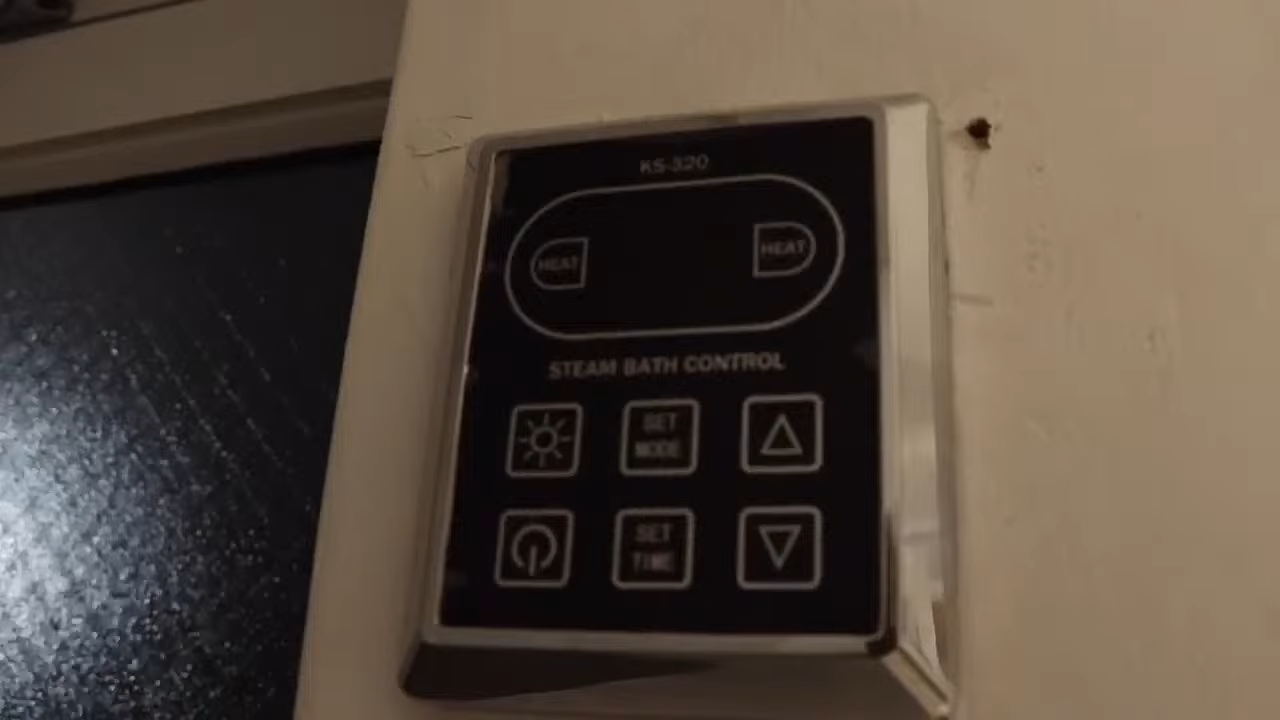 KS-320
HEAT HEAT
STEAM BATH CONTROL
SET
MODE
SET
TIME